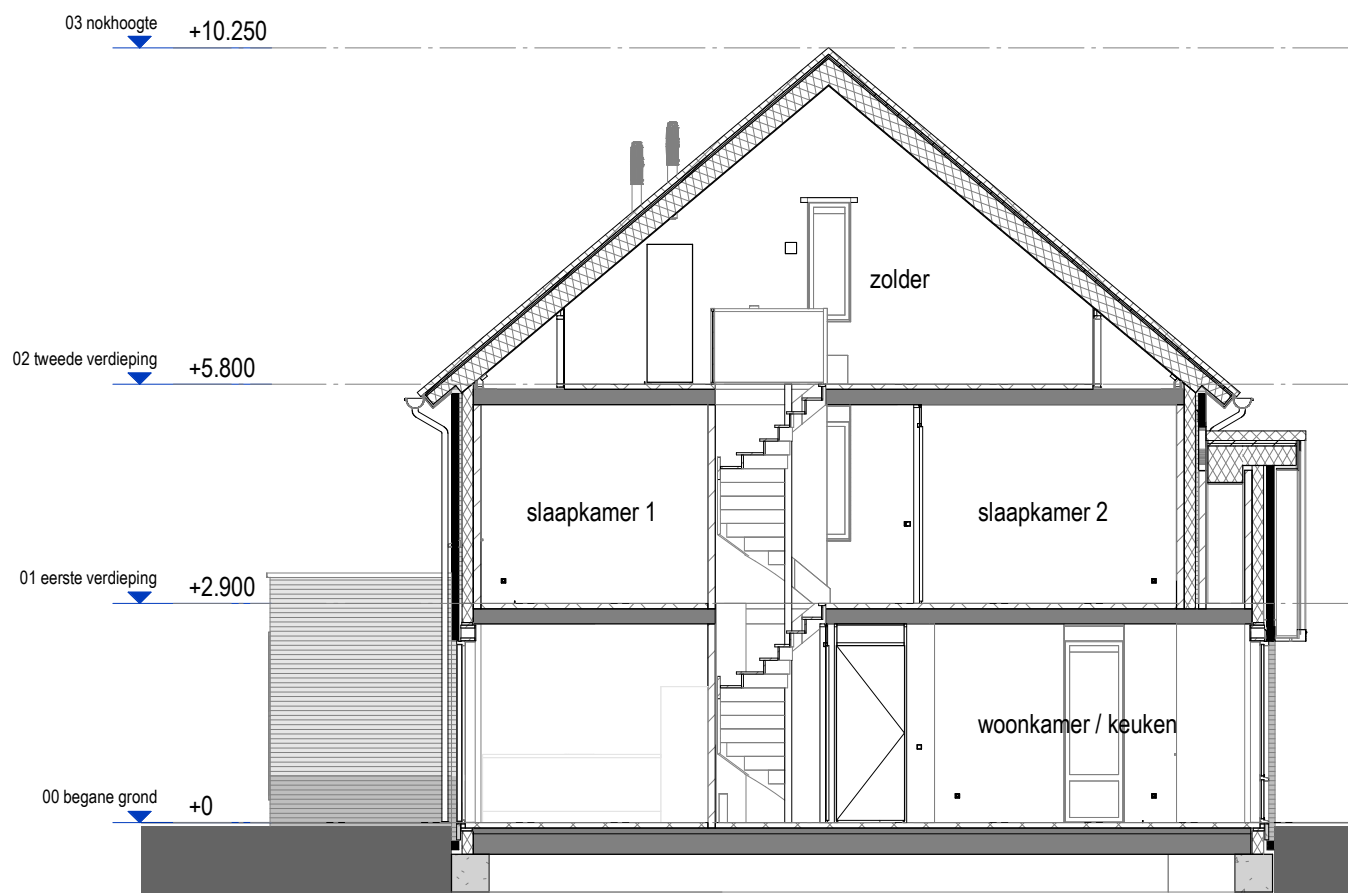 03 nokhoogte +10.250
zolder
02 tweede verdieping +5.800
slaapkamer 1 slaapkamer 2
01 eerste verdieping +2.900
woonkamer / keuken
00 begane grond +0